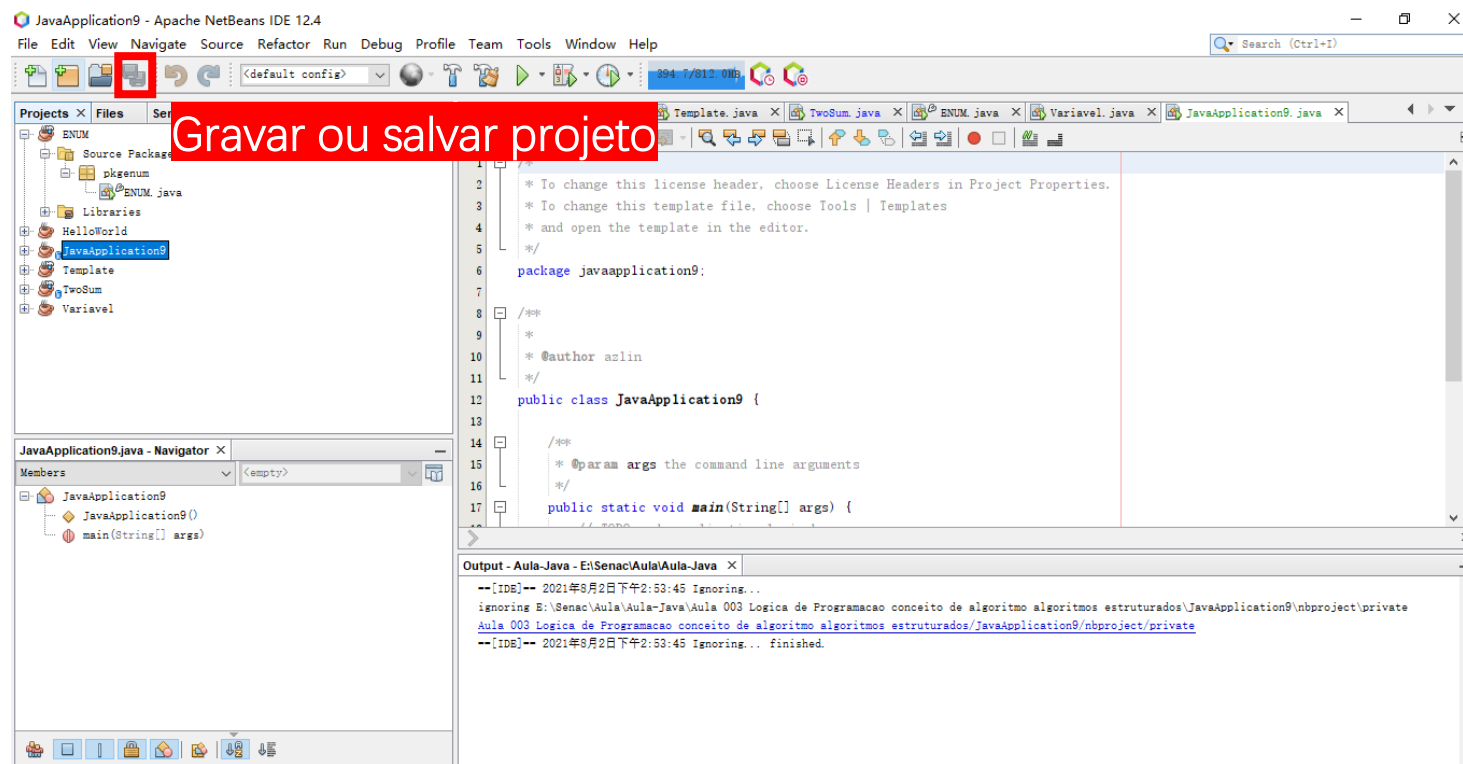 JavaApplication9 - Apache NetBeans IDE 12.4
File Edit View Navigate Source Refactor Run Debug Profile Team Tools Window Help
Search (Ctrl+I)
<default config>
394.7/812.0MB
Projects Files
Gravar ou salvar projeto
Template.java TwoSum.java ENUM.java Variavel.java JavaApplication9.java
ENUM
Source Package
pkgenum
ENUM.java
Libraries
HelloWorld
JavaApplication9
Template
TwoSum
Variavel
1 /*
2 * To change this license header, choose License Headers in Project Properties.
3 * To change this template file, choose Tools | Templates
4 * and open the template in the editor.
5 */
6 package javaapplication9;
7
8 /**
9 *
10 * @author azlin
11 */
12 public class JavaApplication9 {
13
14 /**
15 * @param args the command line arguments
16 */
17 public static void main(String[] args) {
JavaApplication9.java - Navigator
Members <empty>
JavaApplication9
JavaApplication9()
main(String[] args)
Output - Aula-Java - E:\Senac\Aula\Aula-Java
==[IDE]== 2021年8月2日下午2:53:45 Ignoring...
ignoring E:\Senac\Aula\Aula-Java\Aula 003 Logica de Programacao conceito de algoritmo algoritmos estruturados\JavaApplication9\nbproject\private
Aula 003 Logica de Programacao conceito de algoritmo algoritmos estruturados/JavaApplication9/nbproject/private
==[IDE]== 2021年8月2日下午2:53:45 Ignoring... finished.